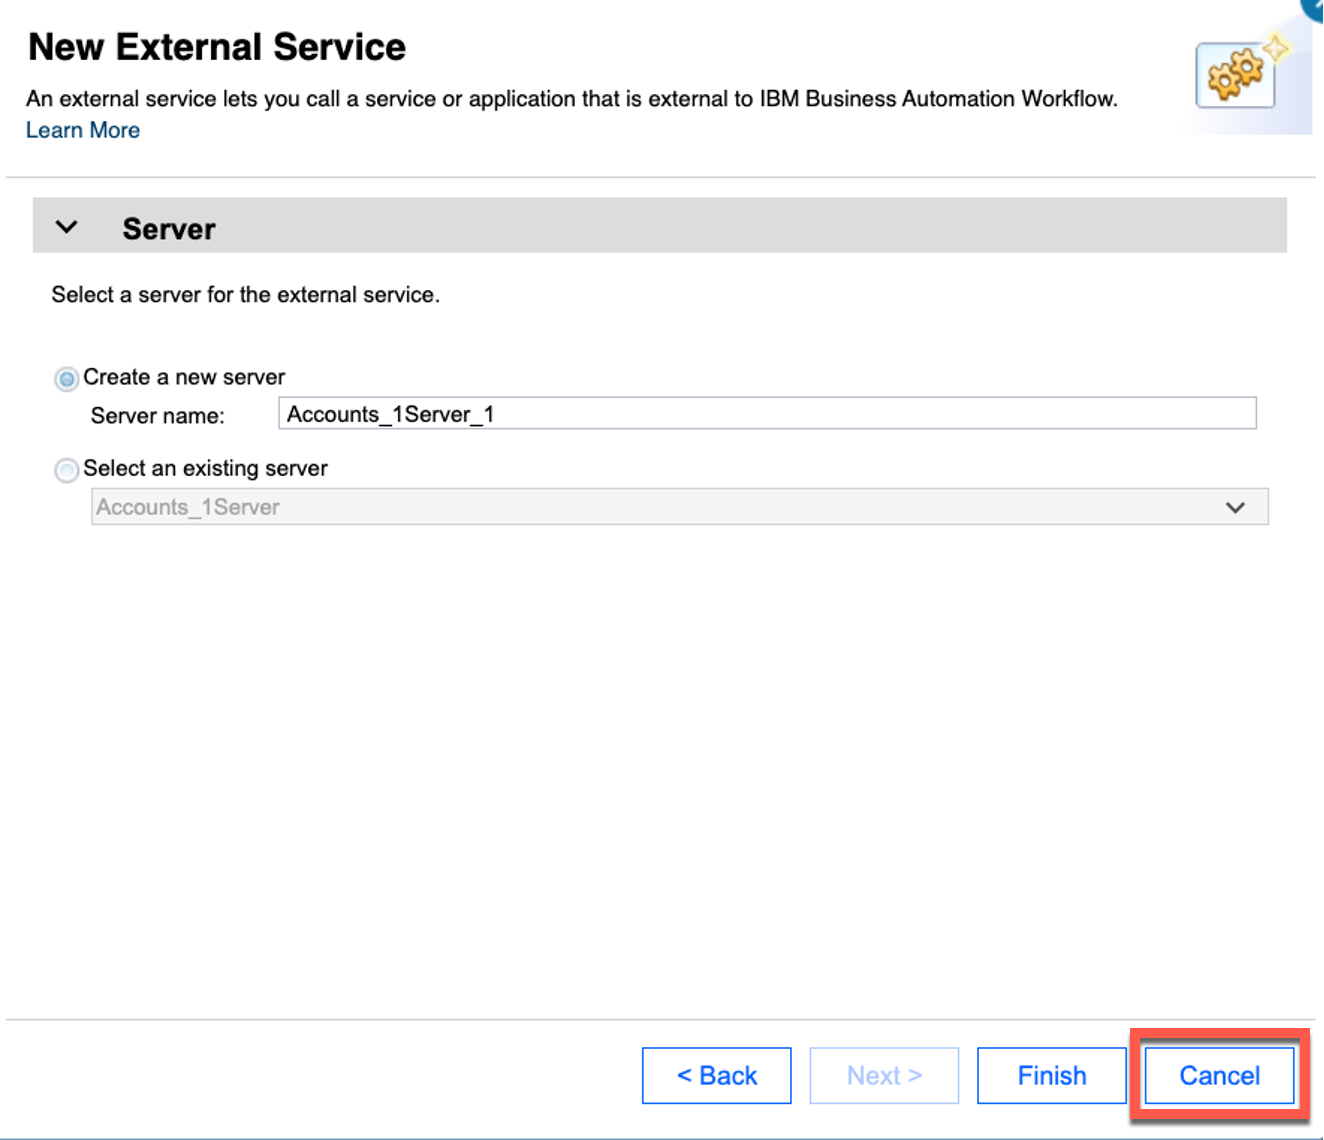 New External Service
An external service lets you call a service or application that is external to IBM Business Automation Workflow.
Learn More
Server
Select a server for the external service.
Create a new server
Server name: Accounts_1Server_1
Select an existing server
Accounts_1Server
< Back Next > Finish Cancel